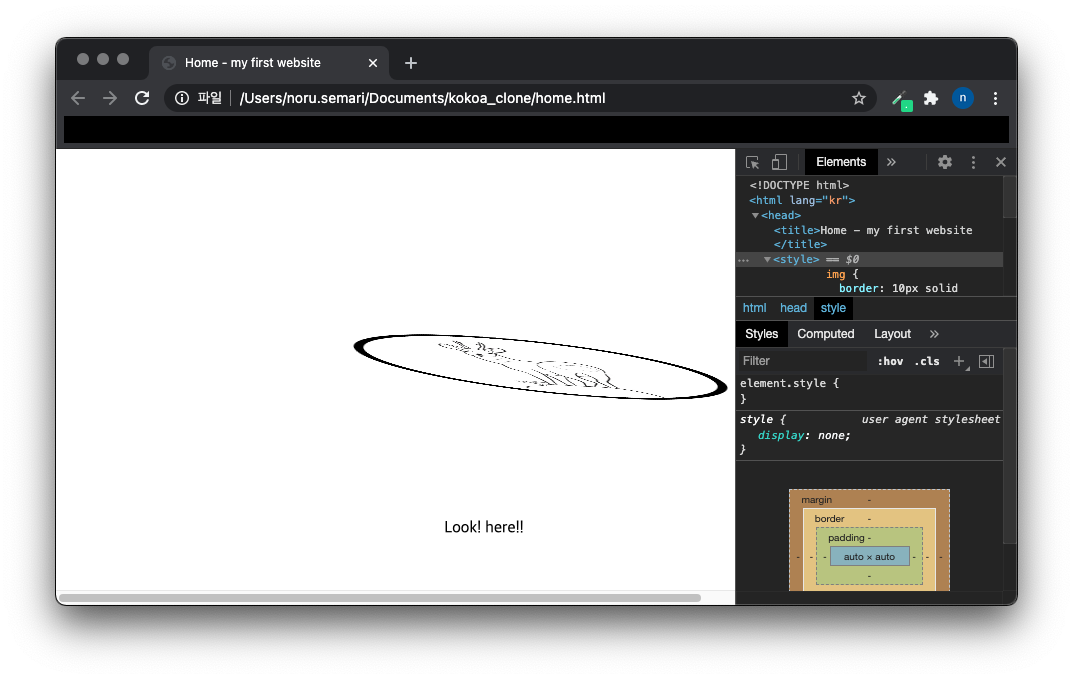 Home - my first website
파일 /Users/noru.semari/Documents/kokoa_clone/home.html
n
Elements
<!DOCTYPE html>
<html lang="kr">
<head>
<title>Home - my first website
</title>
<style> == $0
img {
border: 10px solid
html head style
Styles Computed Layout
Filter :hov .cls
element.style {
}
style { user agent stylesheet
display: none;
}
margin -
border -
padding -
- - - auto × auto - - -
-
Look! here!!